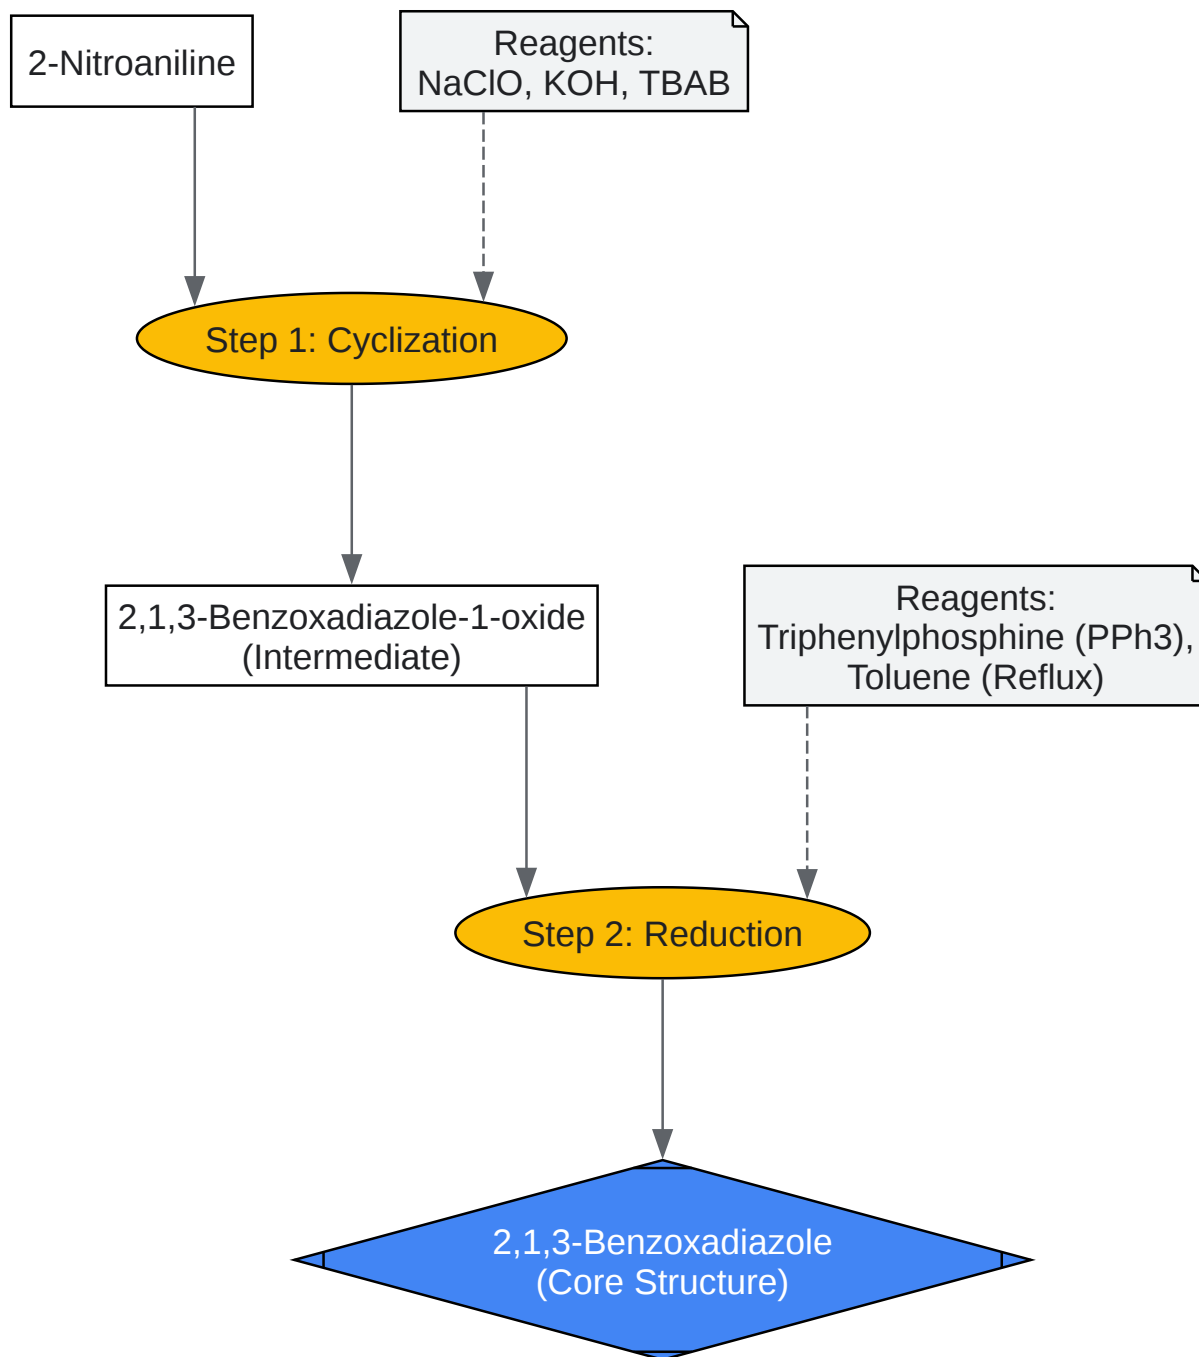 2-Nitroaniline
Reagents:
NaClO, KOH, TBAB
Step 1: Cyclization
2,1,3-Benzoxadiazole-1-oxide
(Intermediate)
Reagents:
Triphenylphosphine (PPh3),
Toluene (Reflux)
Step 2: Reduction
2,1,3-Benzoxadiazole
(Core Structure)